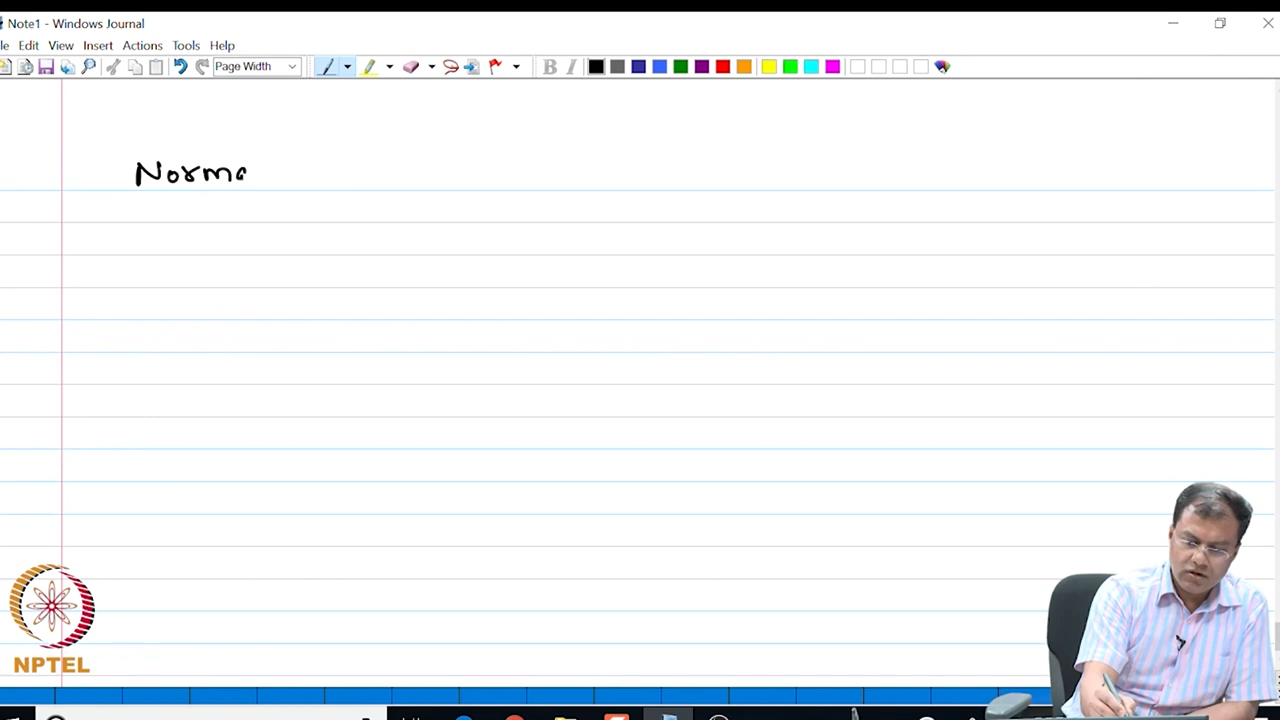 Note1 - Windows Journal
le Edit View Insert Actions Tools Help
Page Width B I
Norma
NPTEL